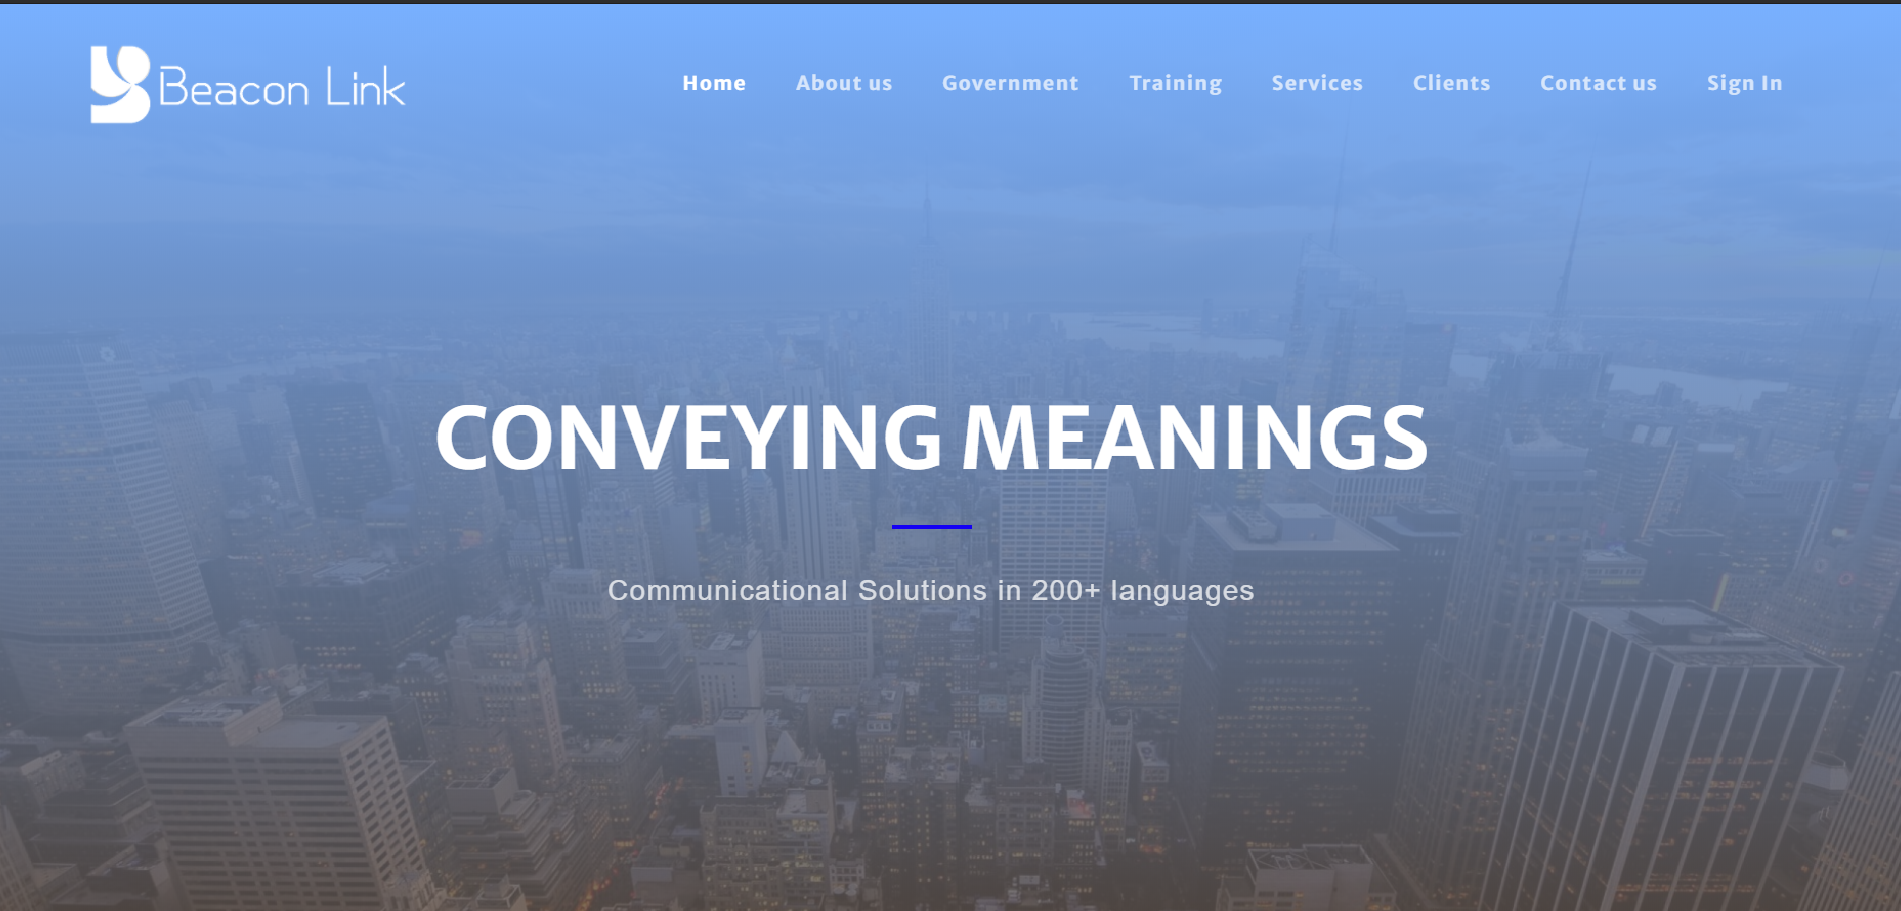 Beacon Link
Home About us Government Training Services Clients Contact us Sign In
CONVEYING MEANINGS
Communicational Solutions in 200+ languages